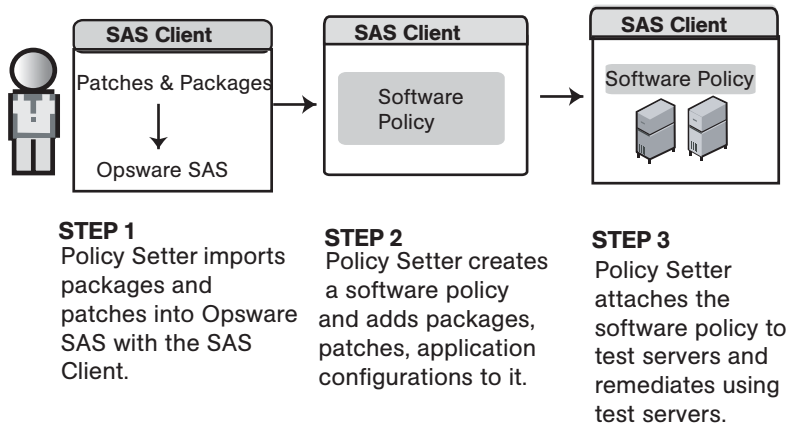 SAS Client
Patches & Packages
Opsware SAS
SAS Client
Software
Policy
SAS Client
Software Policy
STEP 1
Policy Setter imports
packages and
patches into Opsware
SAS with the SAS
Client.
STEP 2
Policy Setter creates
a software policy
and adds packages,
patches, application
configurations to it.
STEP 3
Policy Setter
attaches the
software policy to
test servers and
remediates using
test servers.